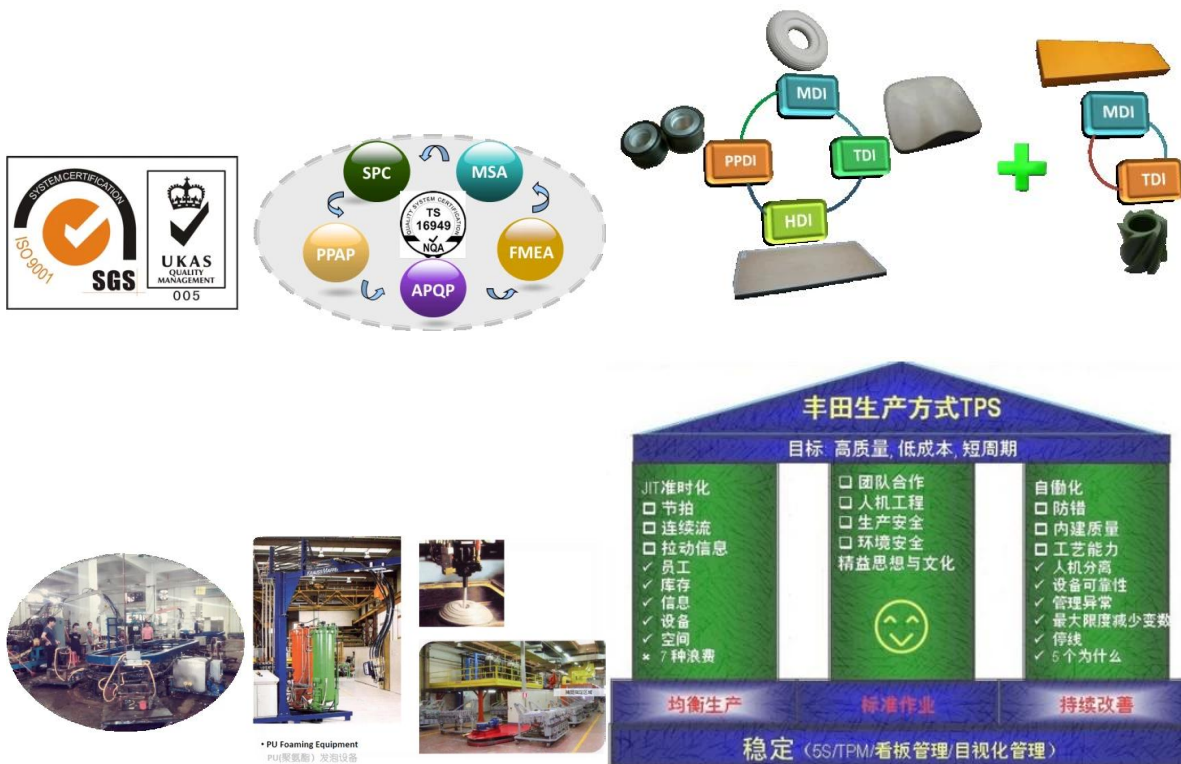 SYSTEM CERTIFICATION
ISO 9001
SGS
UKAS
QUALITY
MANAGEMENT
005
SPC
MSA
PPAP
FMEA
APQP
QUALITY SYSTEM CERTIFICATION
TS
16949
NQA
MDI
PPDI
TDI
HDI
MDI
TDI
• PU Foaming Equipment
PU(聚氨酯）发泡设备
丰田生产方式TPS
目标: 高质量, 低成本, 短周期
JIT准时化
□ 节拍
□ 连续流
□ 拉动信息
✓ 员工
✓ 库存
✓ 信息
✓ 设备
✓ 空间
× 7 种浪费
❑ 团队合作
❑ 人机工程
❑ 生产安全
❑ 环境安全
精益思想与文化
自働化
□ 防错
□ 内建质量
□ 工艺能力
✓ 人机分离
✓ 设备可靠性
✓ 管理异常
✓ 最大限度减少变数
✓ 停线
✓ 5个为什么
均衡生产
标准作业
持续改善
稳定（5S/TPM/看板管理/目视化管理）